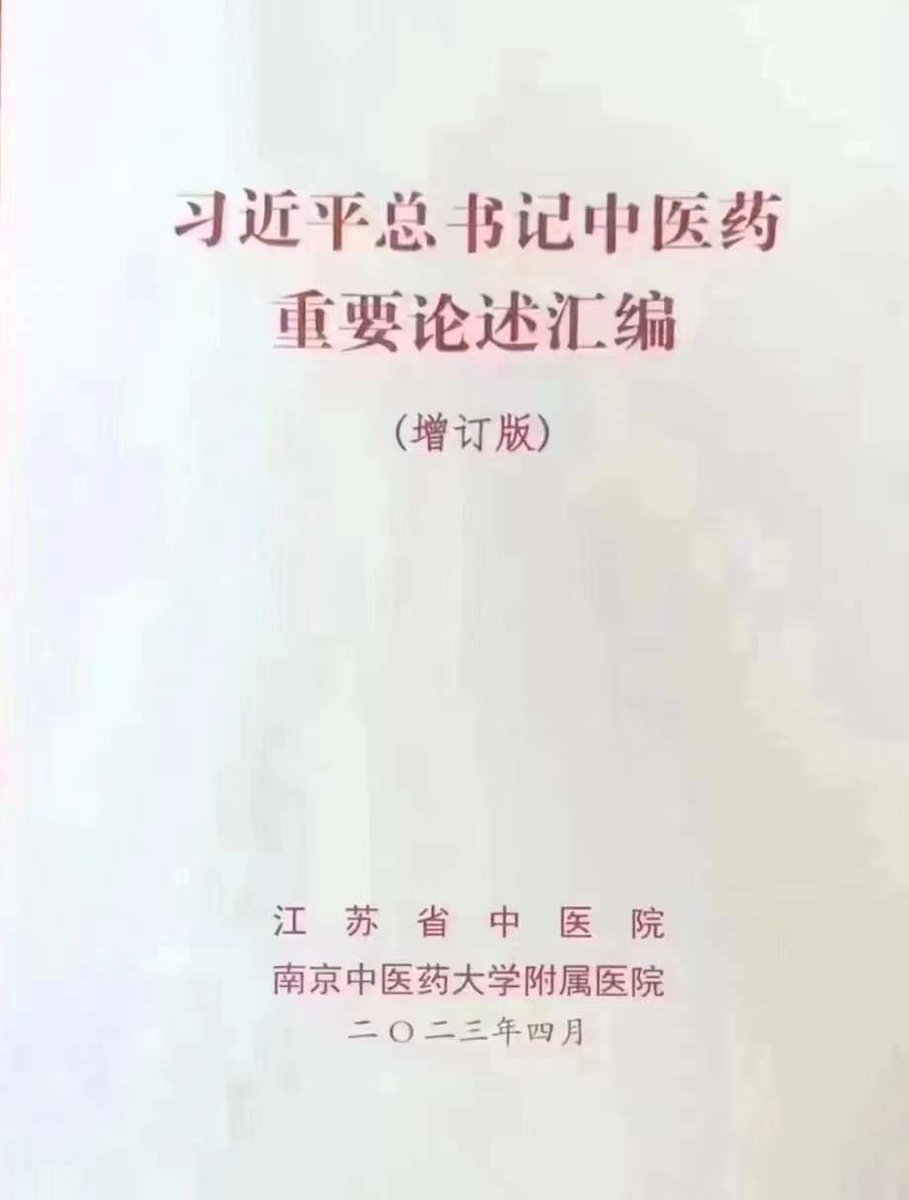 习近平总书记中医药
重要论述汇编
(增订版)
江苏省中医院
南京中医药大学附属医院
二〇二三年四月